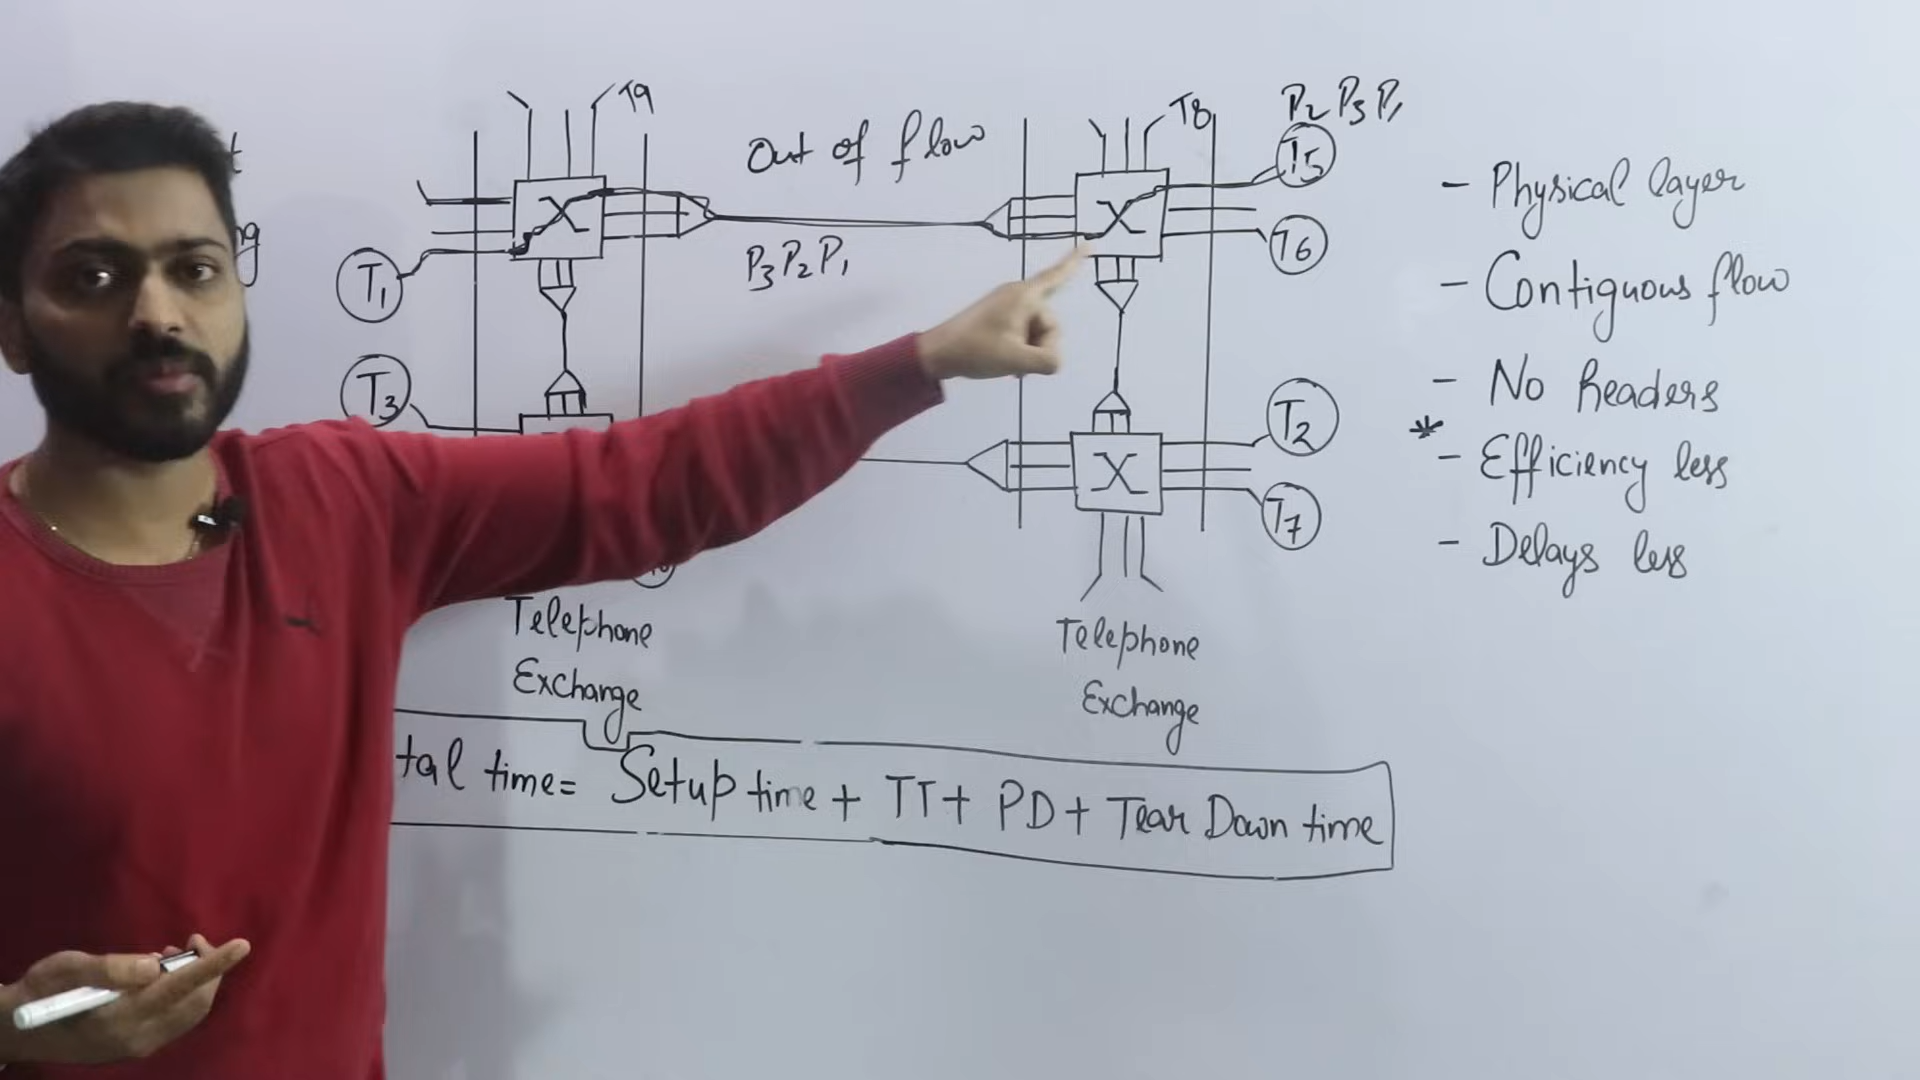 T9
T8
P2 P3 P1
Out of flow
T5
T1
P3 P2 P1
T6
T3
T2
T7
Telephone
Exchange
Telephone
Exchange
- Physical layer
- Contiguous flow
- No headers
*
- Efficiency less
- Delays less
tal time = Setup time + TT + PD + Tear Down time